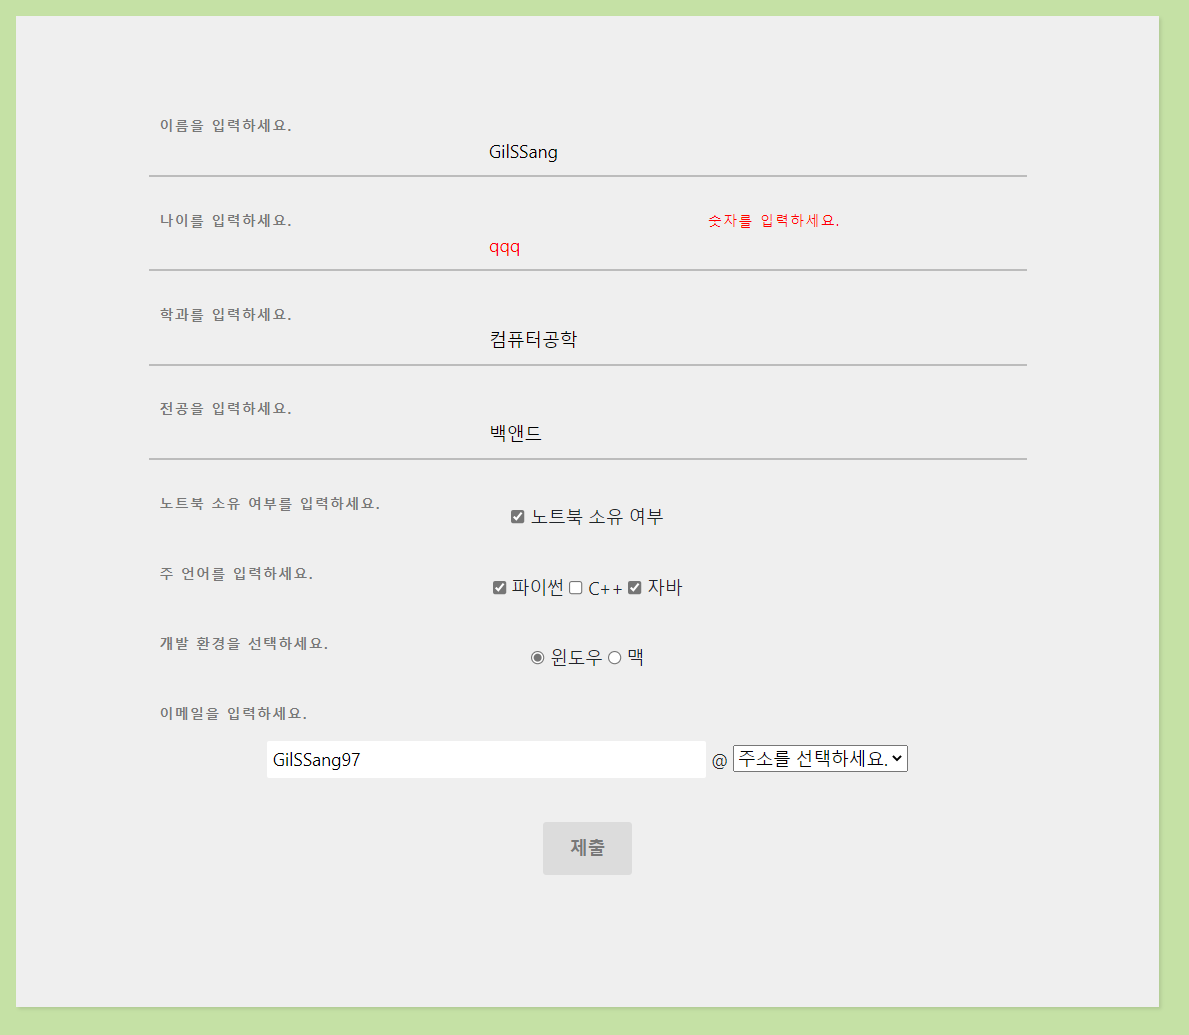 이름을 입력하세요.
GilSSang
나이를 입력하세요.
숫자를 입력하세요.
qqq
학과를 입력하세요.
컴퓨터공학
전공을 입력하세요.
백앤드
노트북 소유 여부를 입력하세요.
노트북 소유 여부
주 언어를 입력하세요.
파이썬 C++ 자바
개발 환경을 선택하세요.
윈도우 맥
이메일을 입력하세요.
GilSSang97 @ 주소를 선택하세요.
제출